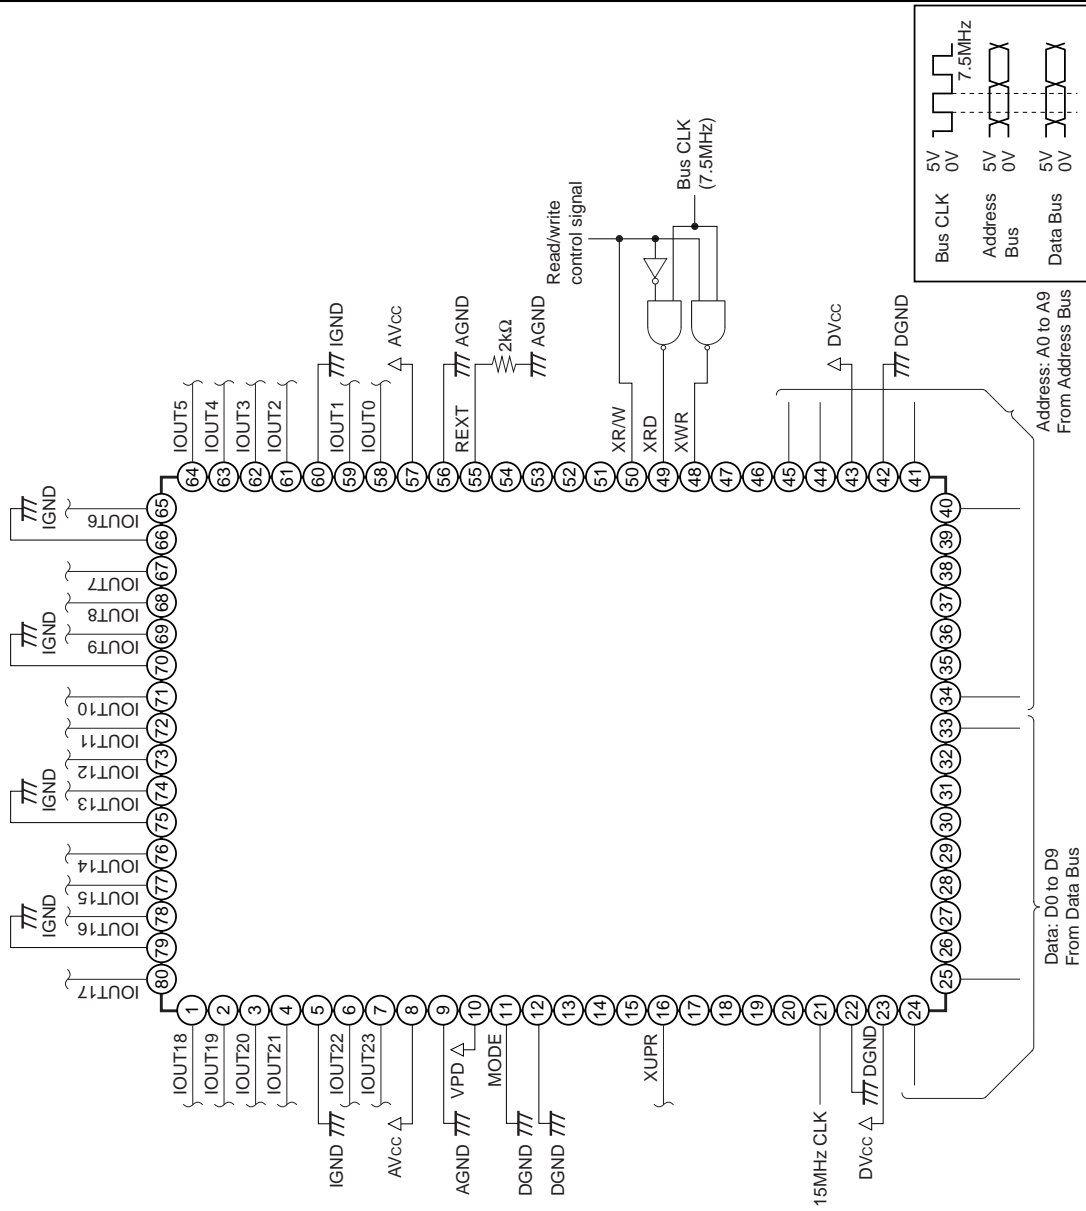 5V
0V
7.5MHz
Bus CLK
5V
0V
Address
Bus
5V
0V
Data Bus
Bus CLK
(7.5MHz)
Read/write
control signal
IOUT5
IOUT4
IOUT3
IOUT2
IGND
IOUT1
IOUT0
AVcc
AGND
REXT
2kΩ
AGND
XR/W
XRD
XWR
DVcc
DGND
Address: A0 to A9
From Address Bus
64
63
62
61
60
59
58
57
56
55
54
53
52
51
50
49
48
47
46
45
44
43
42
41
IGND
IOUT6
IOUT7
IOUT8
IGND
IOUT9
IOUT10
IOUT11
IOUT12
IGND
IOUT13
IOUT14
IOUT15
IGND
IOUT16
IOUT17
65
66
67
68
69
70
71
72
73
74
75
76
77
78
79
80
40
39
38
37
36
35
34
33
32
31
30
29
28
27
26
25
Data: D0 to D9
From Data Bus
1
2
3
4
5
6
7
8
9
10
11
12
13
14
15
16
17
18
19
20
21
22
23
24
IOUT18
IOUT19
IOUT20
IOUT21
IGND
IOUT22
IOUT23
AVcc
AGND
VPD
MODE
DGND
DGND
XUPR
15MHz CLK
DGND
DVcc